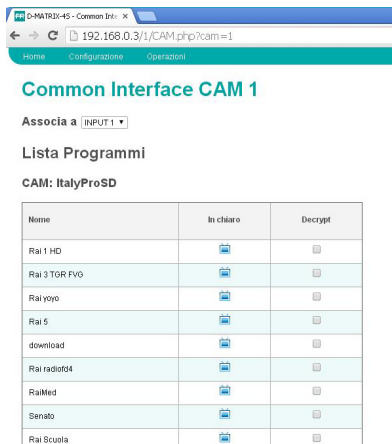 D-MATRIX-4S - Common Inte
192.168.0.3/1/CAM.php?cam=1
Home Configurazione Operazioni
Common Interface CAM 1
Associa a INPUT 1
Lista Programmi
CAM: ItalyProSD
Nome In chiaro Decrypt
Rai 1 HD
Rai 3 TGR FVG
Rai yoyo
Rai 5
download
Rai radiofd4
RaiMed
Senato
Rai Scuola